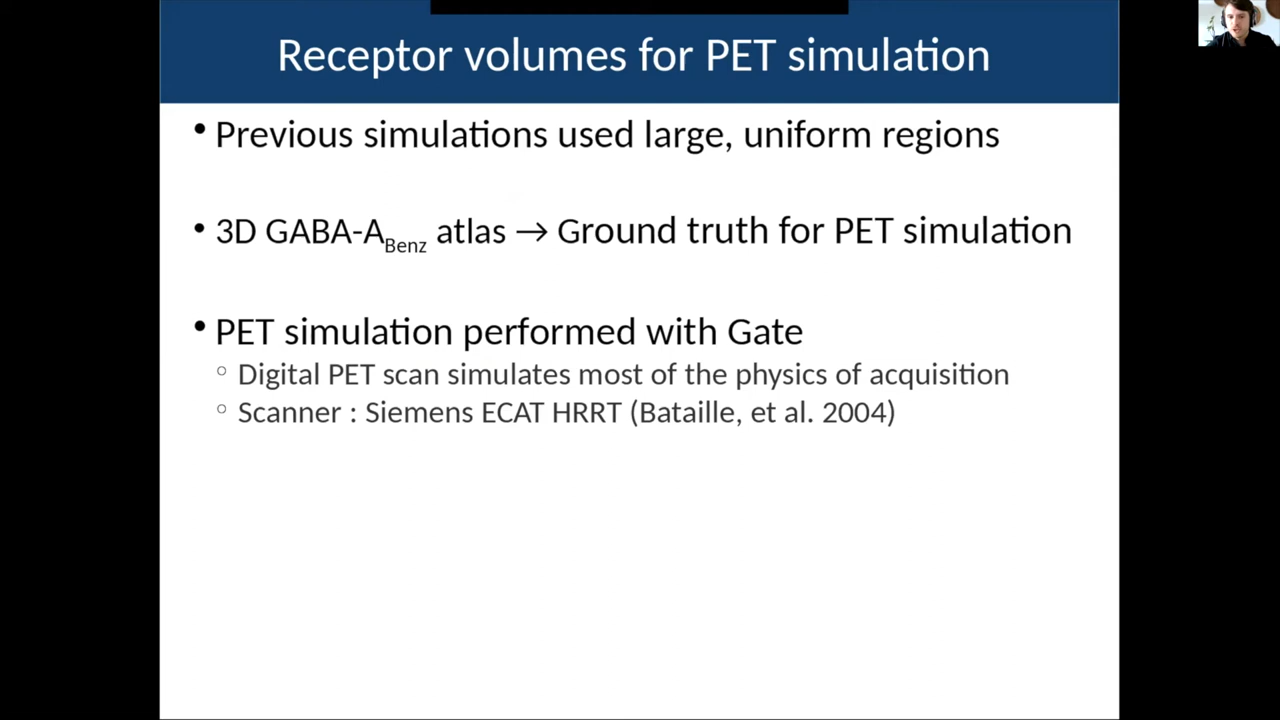 Receptor volumes for PET simulation
• Previous simulations used large, uniform regions
• 3D GABA-A_Benz atlas → Ground truth for PET simulation
• PET simulation performed with Gate
○ Digital PET scan simulates most of the physics of acquisition
○ Scanner : Siemens ECAT HRRT (Bataille, et al. 2004)